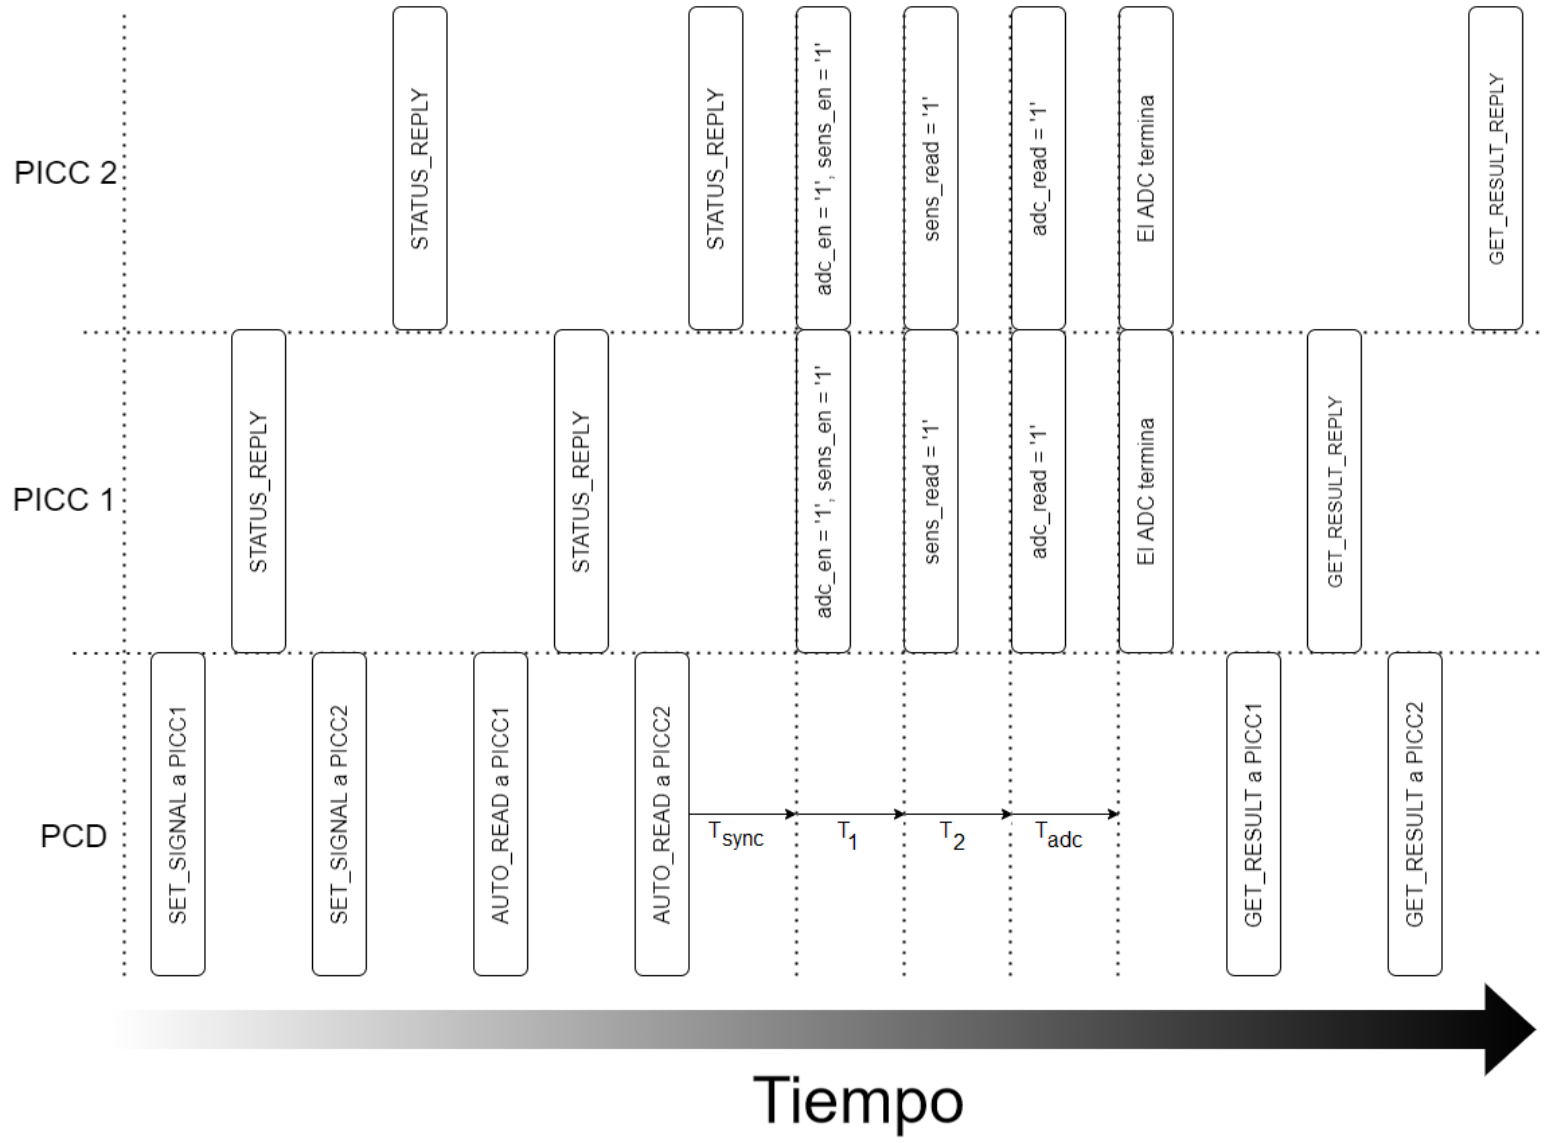 PICC 2
STATUS_REPLY
STATUS_REPLY
adc_en = '1', sens_en = '1'
sens_read = '1'
adc_read = '1'
El ADC termina
GET_RESULT_REPLY
PICC 1
STATUS_REPLY
STATUS_REPLY
adc_en = '1', sens_en = '1'
sens_read = '1'
adc_read = '1'
El ADC termina
GET_RESULT_REPLY
PCD
SET_SIGNAL a PICC1
SET_SIGNAL a PICC2
AUTO_READ a PICC1
AUTO_READ a PICC2
Tsync
T1
T2
Tadc
GET_RESULT a PICC1
GET_RESULT a PICC2
Tiempo